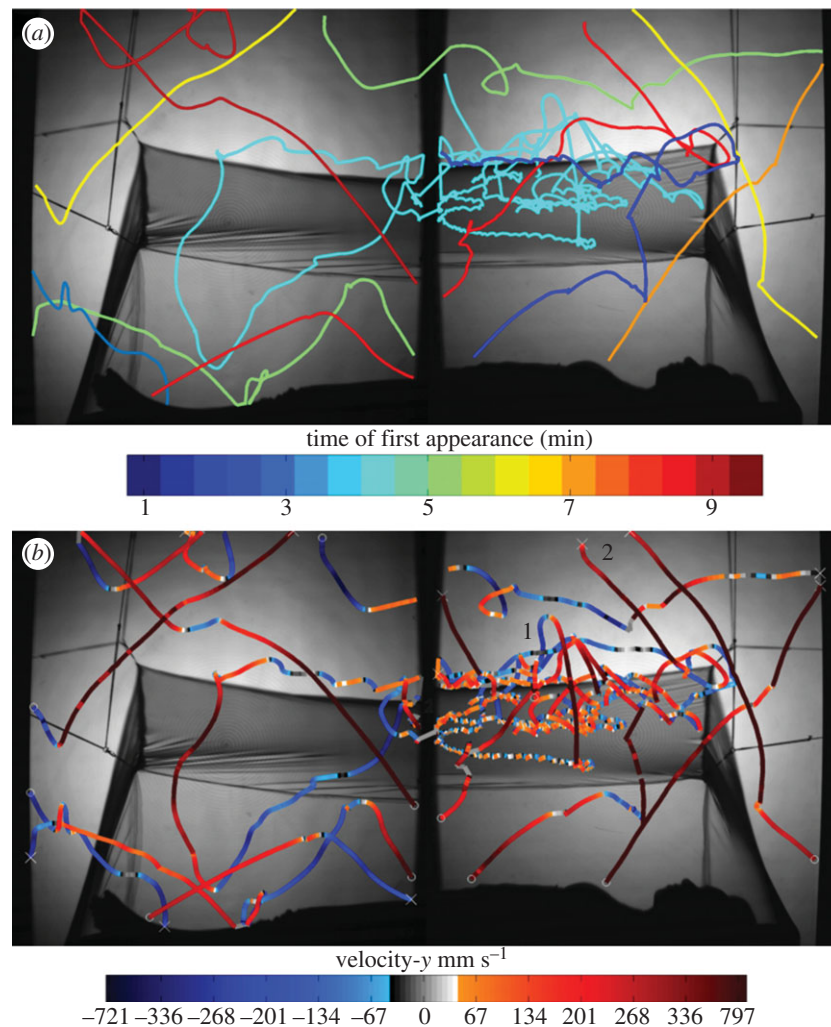 (a)
time of first appearance (min)
1 3 5 7 9
(b)
2
1
velocity-y mm s⁻¹
–721 –336 –268 –201 –134 –67 0 67 134 201 268 336 797